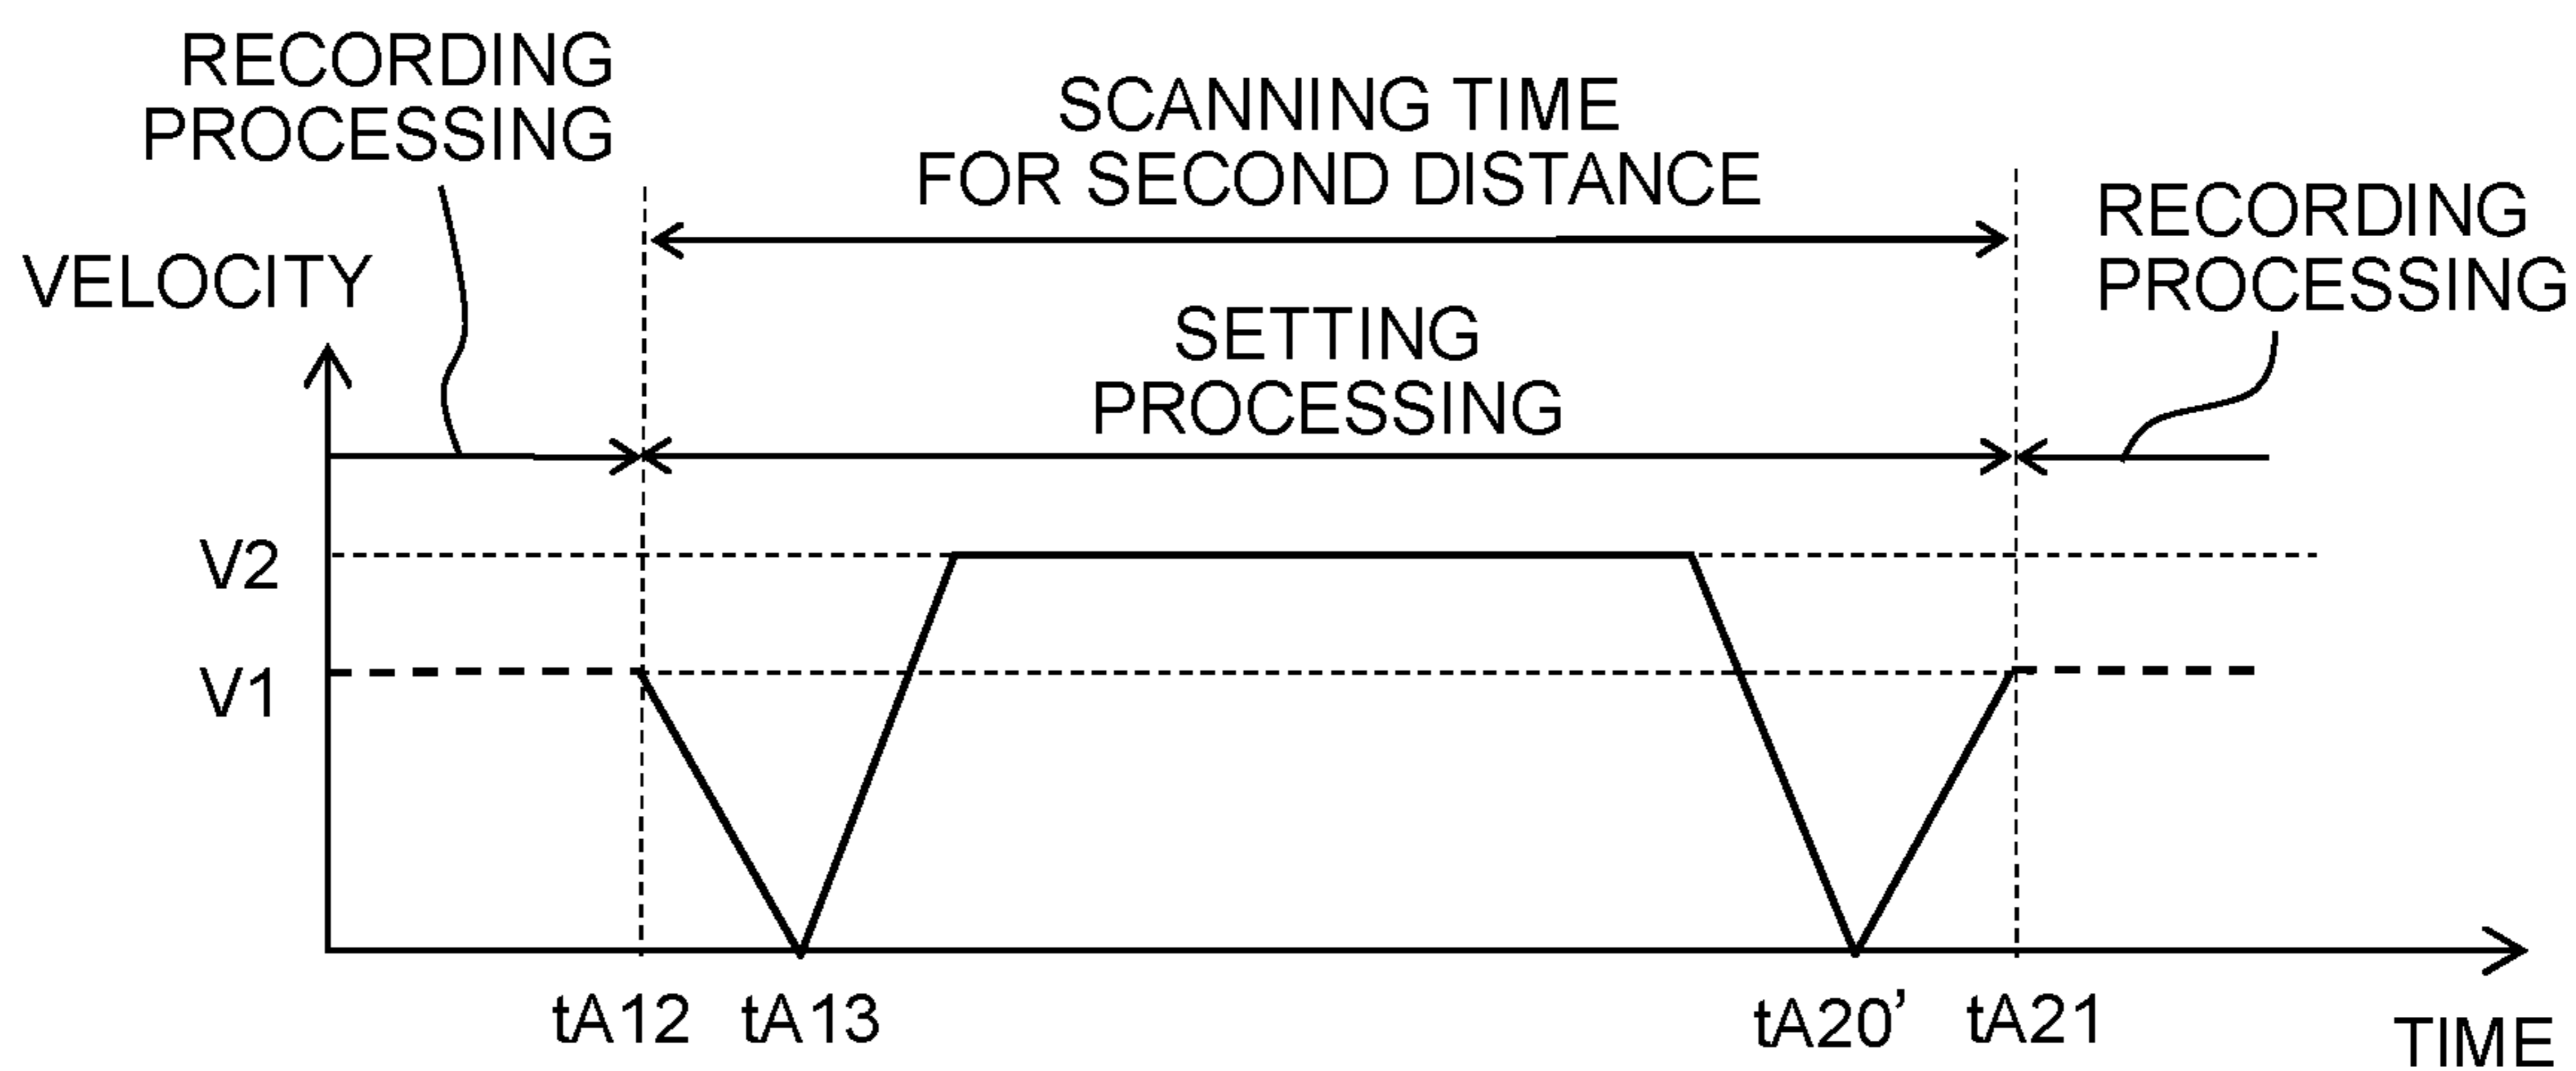 RECORDING
PROCESSING
SCANNING TIME
FOR SECOND DISTANCE
RECORDING
PROCESSING
VELOCITY
SETTING
PROCESSING
V2
V1
tA12
tA13
tA20’
tA21
TIME